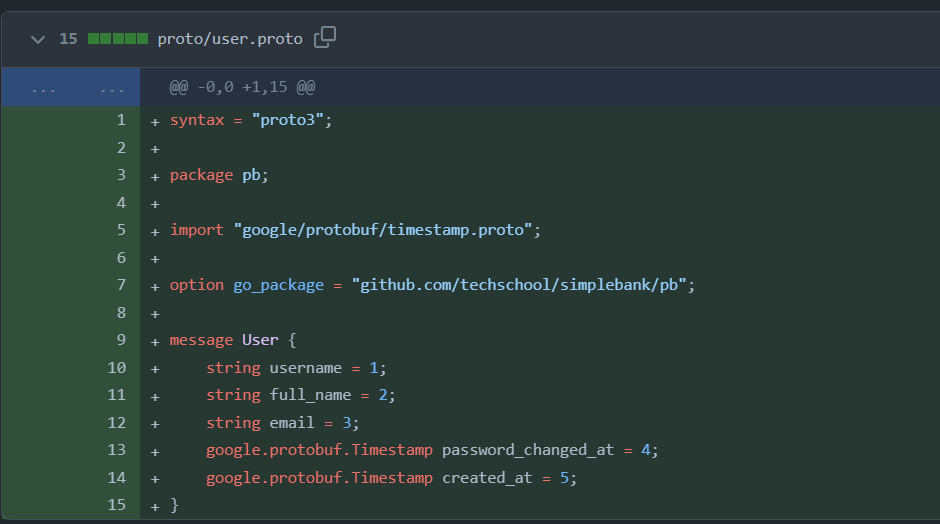 15 proto/user.proto
... ... @@ -0,0 +1,15 @@
1 + syntax = "proto3";
2 +
3 + package pb;
4 +
5 + import "google/protobuf/timestamp.proto";
6 +
7 + option go_package = "github.com/techschool/simplebank/pb";
8 +
9 + message User {
10 +     string username = 1;
11 +     string full_name = 2;
12 +     string email = 3;
13 +     google.protobuf.Timestamp password_changed_at = 4;
14 +     google.protobuf.Timestamp created_at = 5;
15 + }